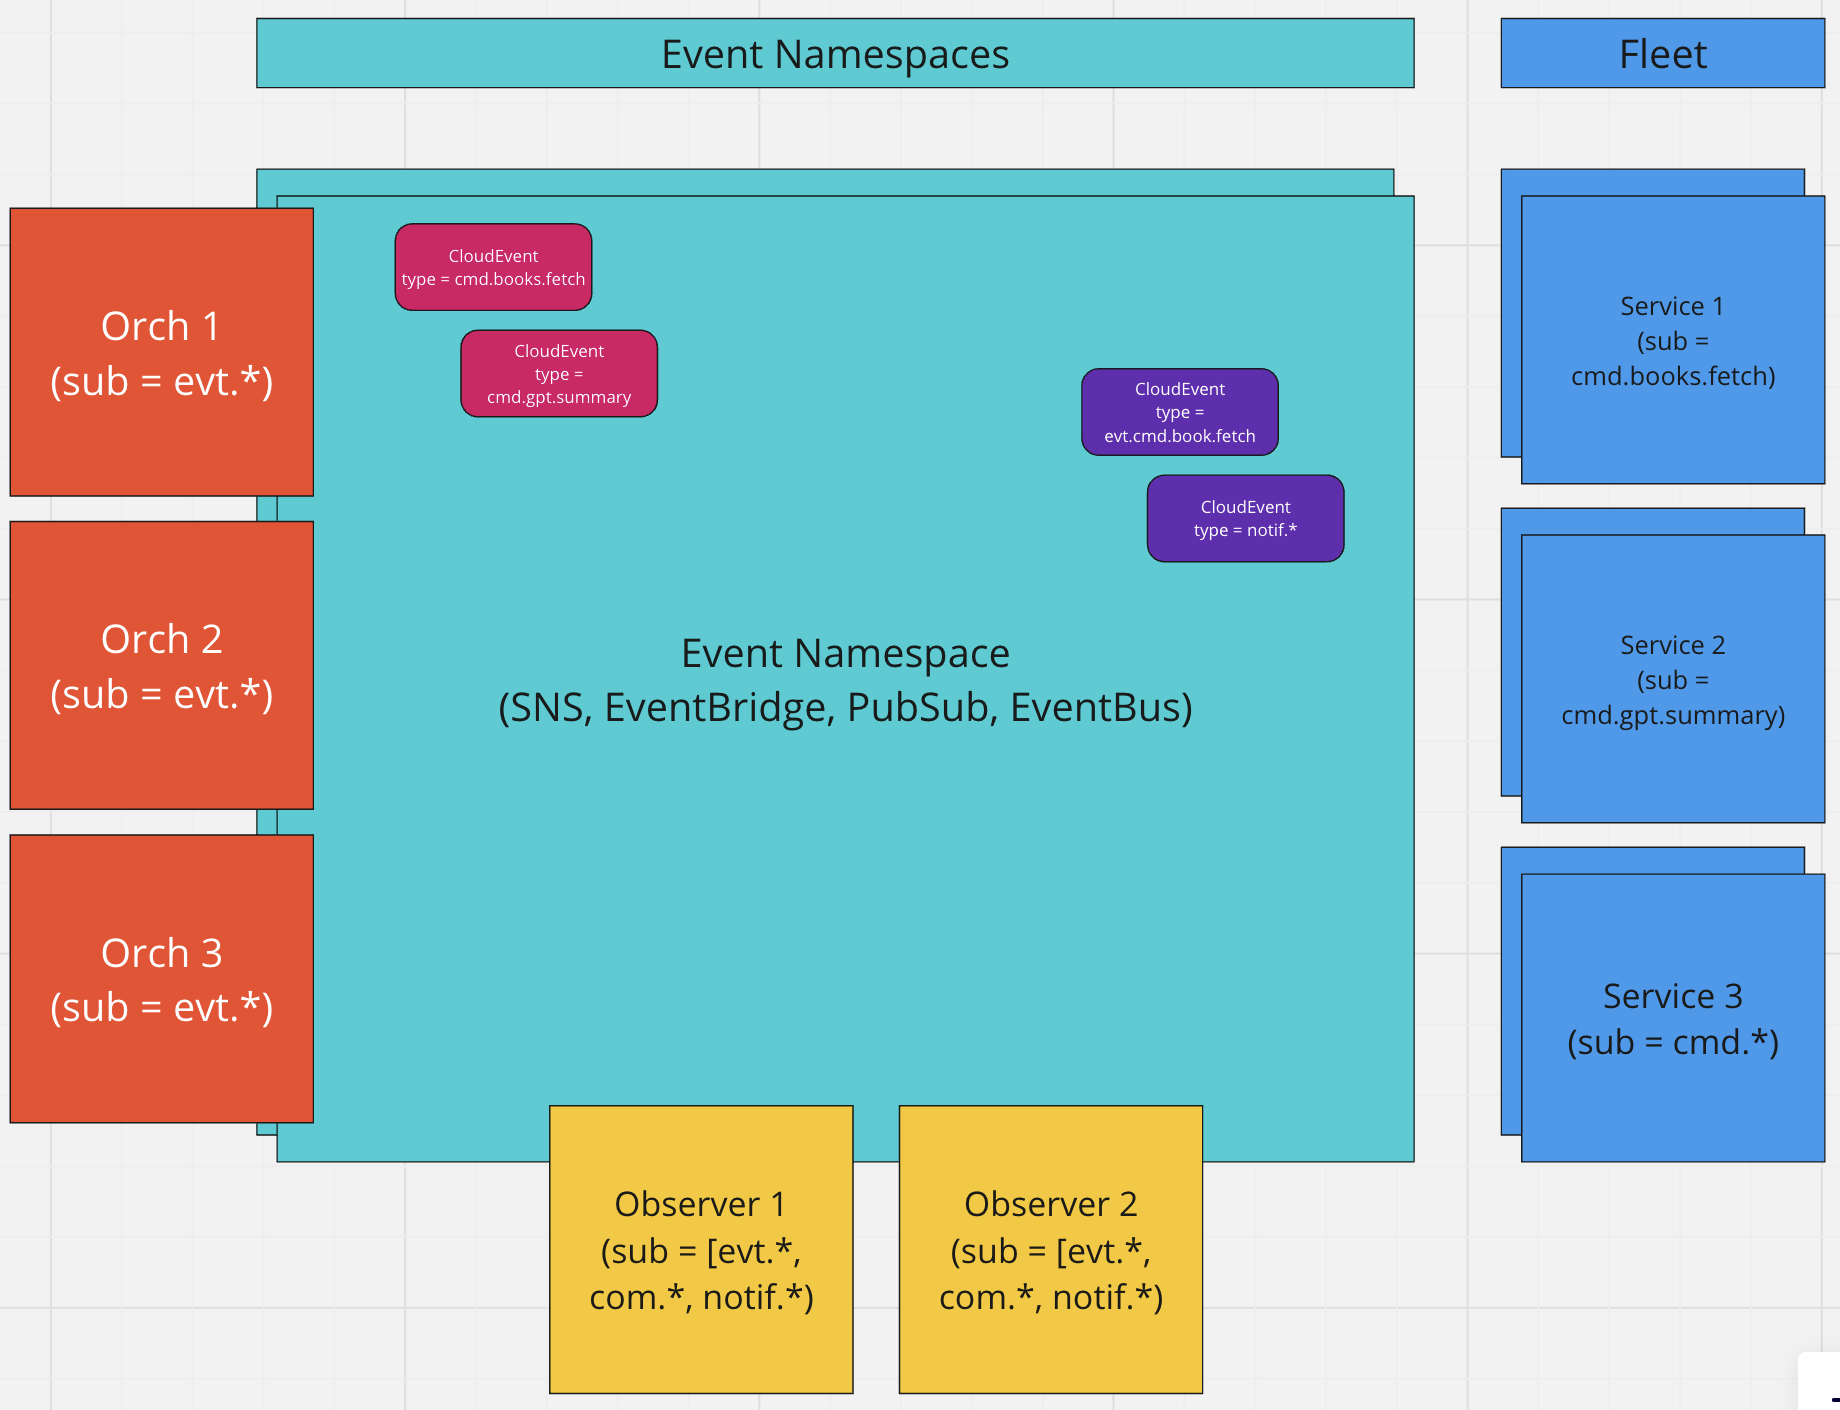 Event Namespaces
Fleet
Orch 1
(sub = evt.*)
CloudEvent
type = cmd.books.fetch
CloudEvent
type =
cmd.gpt.summary
CloudEvent
type =
evt.cmd.book.fetch
CloudEvent
type = notif.*
Service 1
(sub =
cmd.books.fetch)
Orch 2
(sub = evt.*)
Event Namespace
(SNS, EventBridge, PubSub, EventBus)
Service 2
(sub =
cmd.gpt.summary)
Orch 3
(sub = evt.*)
Service 3
(sub = cmd.*)
Observer 1
(sub = [evt.*,
com.*, notif.*)
Observer 2
(sub = [evt.*,
com.*, notif.*)